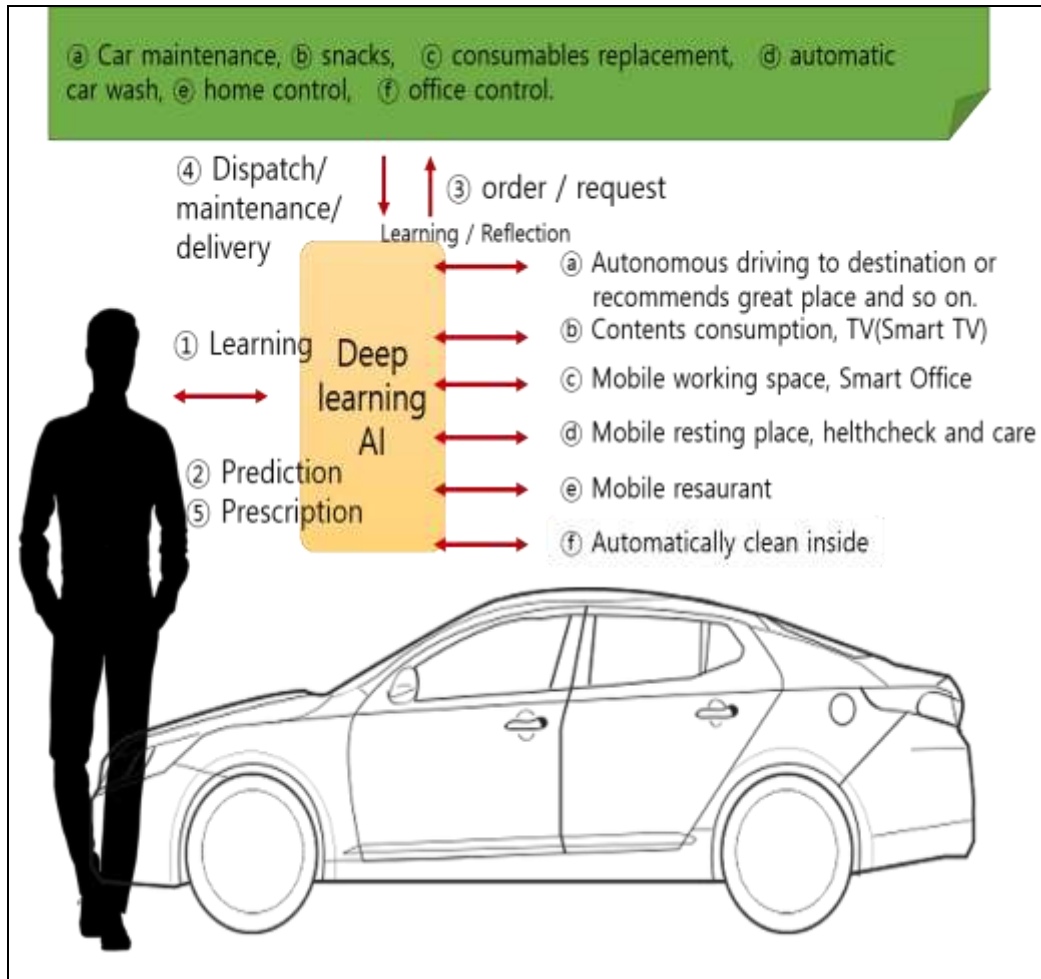 ⓐ Car maintenance, ⓑ snacks, ⓒ consumables replacement, ⓓ automatic
car wash, ⓔ home control, ⓕ office control.
④ Dispatch/
maintenance/
delivery
③ order / request
Learning / Reflection
ⓐ Autonomous driving to destination or
recommends great place and so on.
ⓑ Contents consumption, TV(Smart TV)
① Learning
Deep
learning
AI
ⓒ Mobile working space, Smart Office
ⓓ Mobile resting place, helthcheck and care
② Prediction
⑤ Prescription
ⓔ Mobile resaurant
ⓕ Automatically clean inside